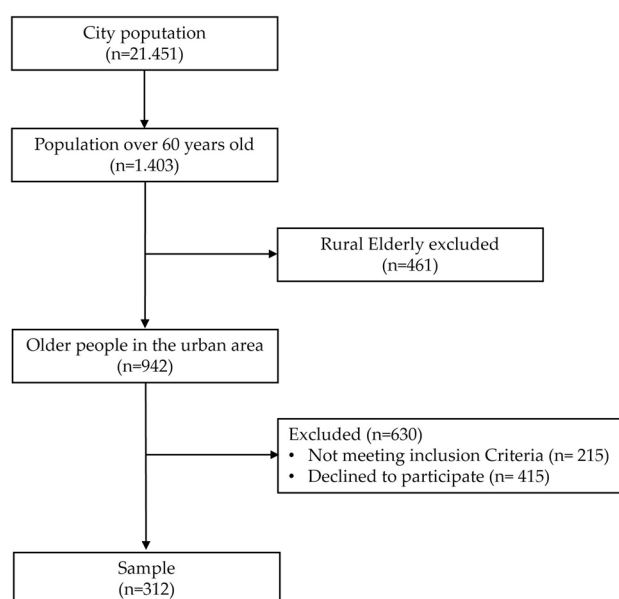 City poputation
(n=21.451)
Population over 60 years old
(n=1.403)
Rural Elderly excluded
(n=461)
Older people in the urban area
(n=942)
Excluded (n=630)
• Not meeting inclusion Criteria (n= 215)
• Declined to participate (n= 415)
Sample
(n=312)